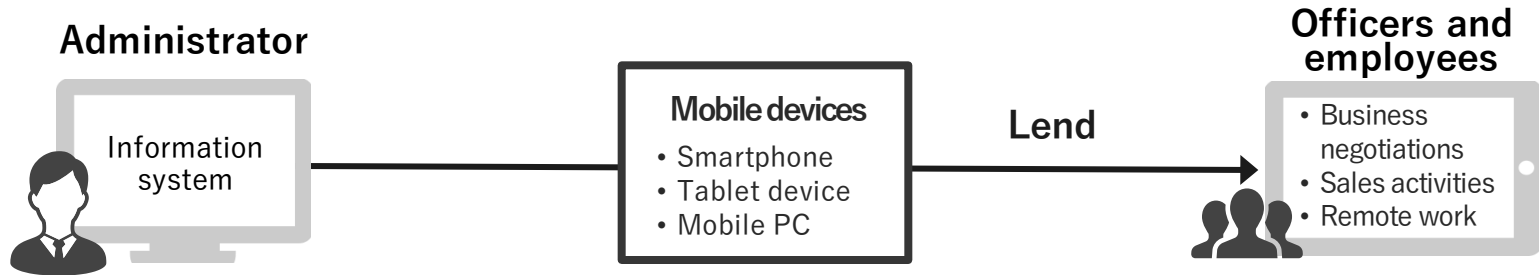 Administrator
Information
system
Mobile devices
• Smartphone
• Tablet device
• Mobile PC
Lend
Officers and
employees
• Business
negotiations
• Sales activities
• Remote work